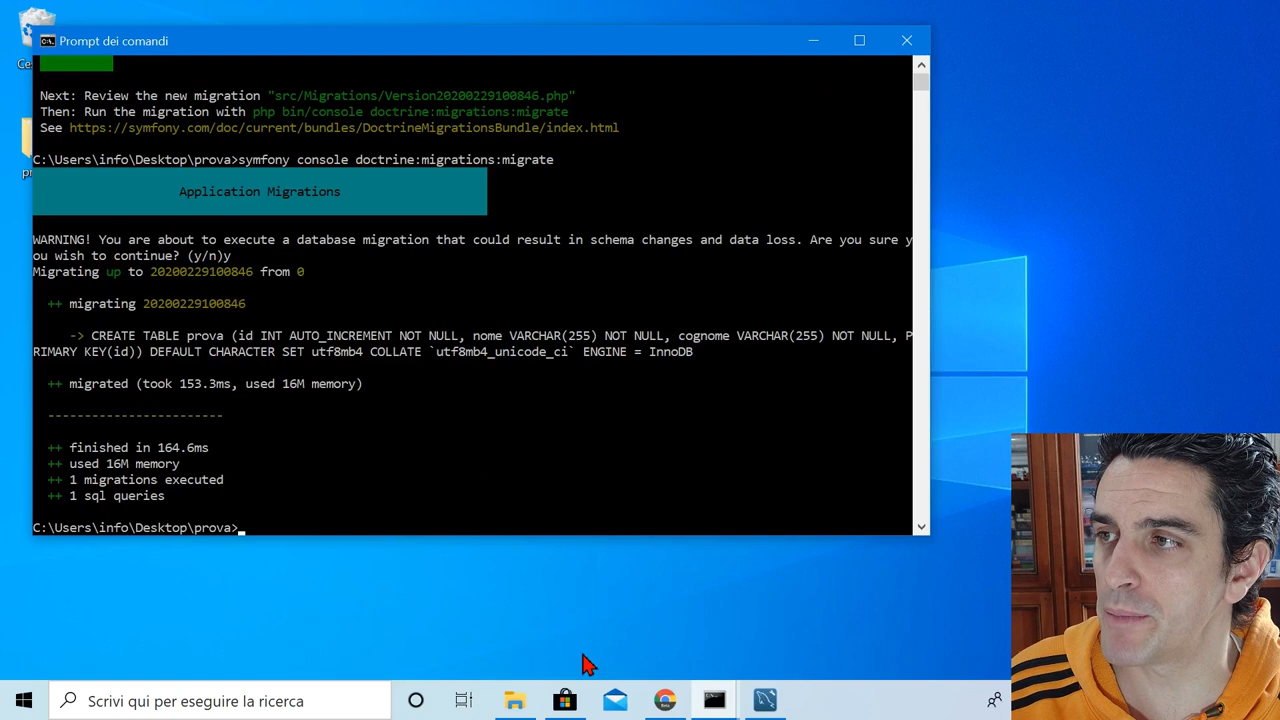 Prompt dei comandi
Next: Review the new migration "src/Migrations/Version20200229100846.php"
Then: Run the migration with php bin/console doctrine:migrations:migrate
See https://symfony.com/doc/current/bundles/DoctrineMigrationsBundle/index.html
C:\Users\info\Desktop\prova>symfony console doctrine:migrations:migrate
Application Migrations
WARNING! You are about to execute a database migration that could result in schema changes and data loss. Are you sure y
ou wish to continue? (y/n)y
Migrating up to 20200229100846 from 0
++ migrating 20200229100846
-> CREATE TABLE prova (id INT AUTO_INCREMENT NOT NULL, nome VARCHAR(255) NOT NULL, cognome VARCHAR(255) NOT NULL, P
RIMARY KEY(id)) DEFAULT CHARACTER SET utf8mb4 COLLATE `utf8mb4_unicode_ci` ENGINE = InnoDB
++ migrated (took 153.3ms, used 16M memory)
------------------------
++ finished in 164.6ms
++ used 16M memory
++ 1 migrations executed
++ 1 sql queries
C:\Users\info\Desktop\prova>
Scrivi qui per eseguire la ricerca